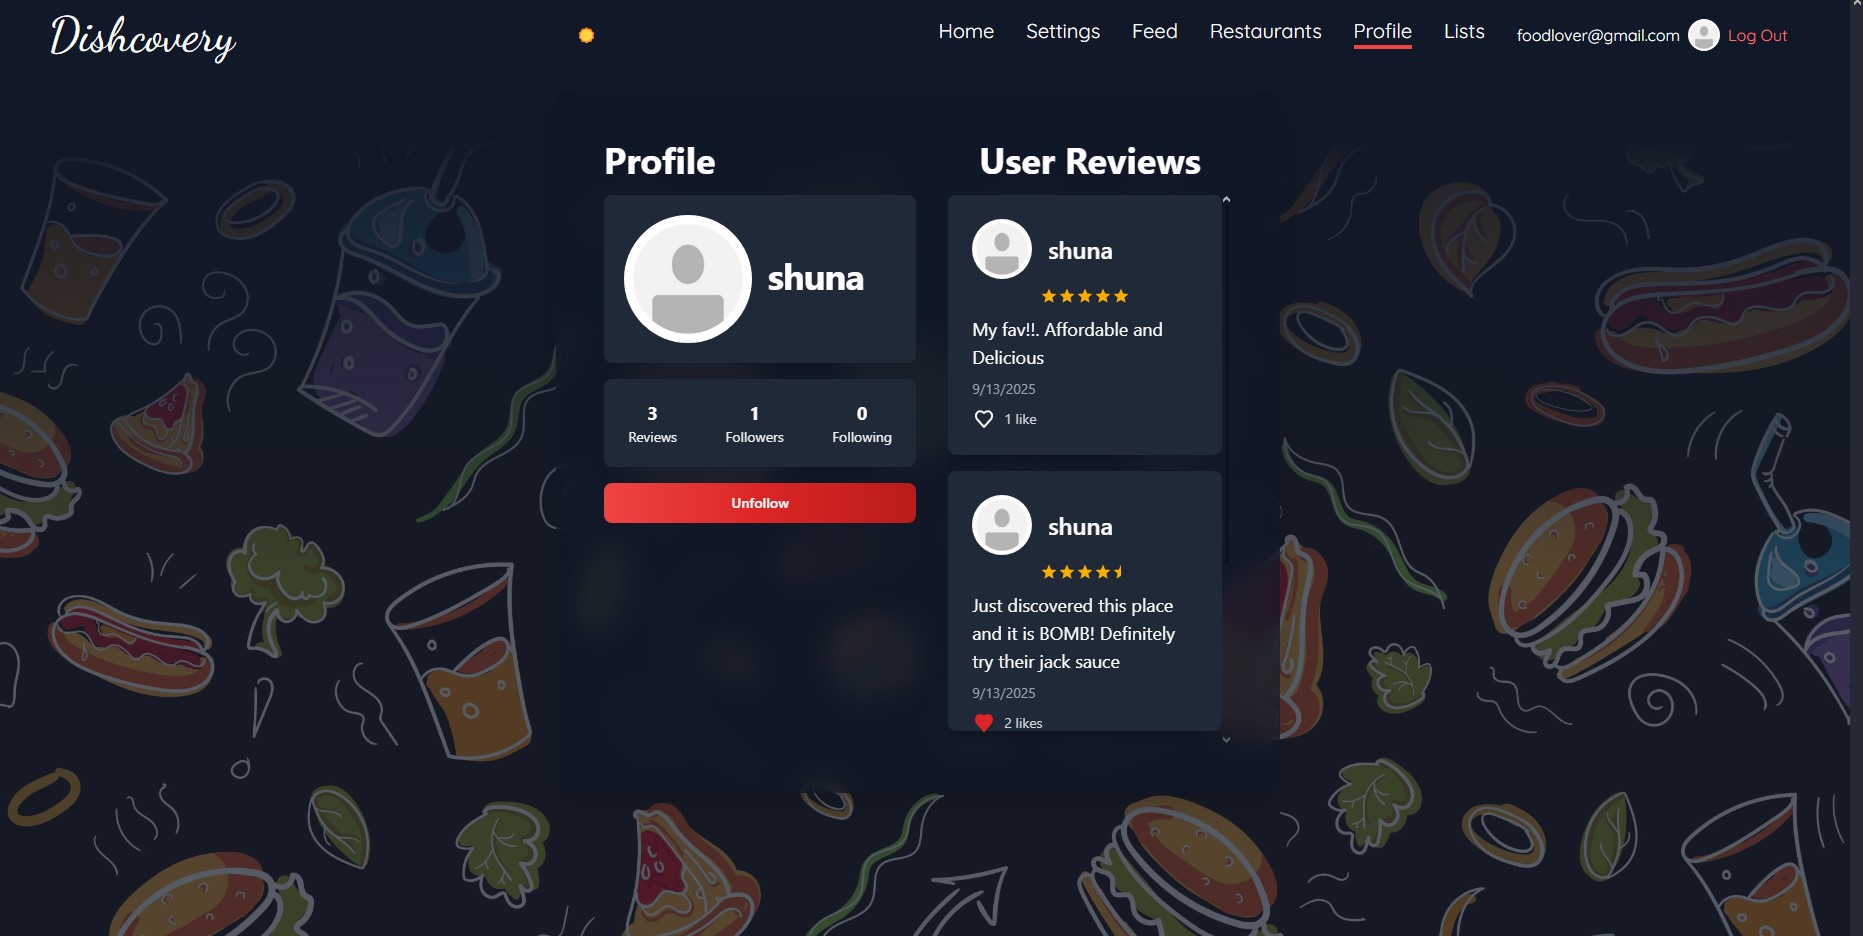 Dishcovery
Home Settings Feed Restaurants Profile Lists foodlover@gmail.com Log Out
Profile
shuna
3 1 0
Reviews Followers Following
Unfollow
User Reviews
shuna
My fav!!. Affordable and
Delicious
9/13/2025
1 like
shuna
Just discovered this place
and it is BOMB! Definitely
try their jack sauce
9/13/2025
2 likes